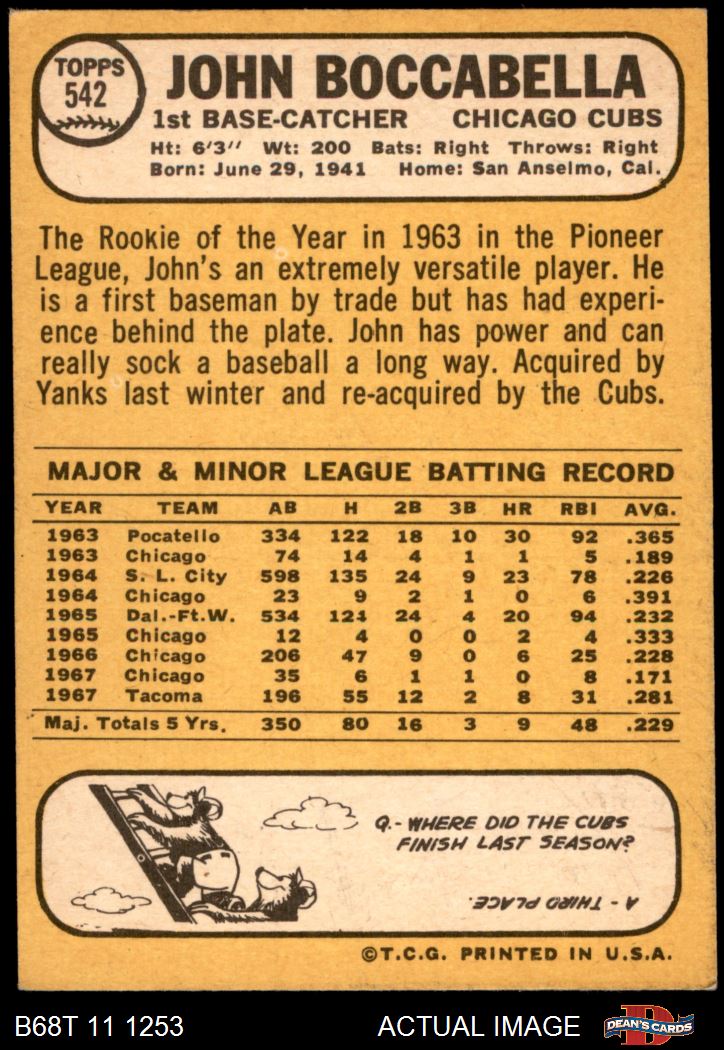 TOPPS
542
JOHN BOCCABELLA
1st BASE-CATCHER CHICAGO CUBS
Ht: 6'3" Wt: 200 Bats: Right Throws: Right
Born: June 29, 1941 Home: San Anselmo, Cal.
The Rookie of the Year in 1963 in the Pioneer
League, John's an extremely versatile player. He
is a first baseman by trade but has had experi-
ence behind the plate. John has power and can
really sock a baseball a long way. Acquired by
Yanks last winter and re-acquired by the Cubs.
MAJOR & MINOR LEAGUE BATTING RECORD
YEAR TEAM AB H 2B 3B HR RBI AVG.
1963 Pocatello 334 122 18 10 30 92 .365
1963 Chicago 74 14 4 1 1 5 .189
1964 S. L. City 598 135 24 9 23 78 .226
1964 Chicago 23 9 2 1 0 6 .391
1965 Dal.-Ft.W. 534 124 24 4 20 94 .232
1965 Chicago 12 4 0 0 2 4 .333
1966 Chicago 206 47 9 0 6 25 .228
1967 Chicago 35 6 1 1 0 8 .171
1967 Tacoma 196 55 12 2 8 31 .281
Maj. Totals 5 Yrs. 350 80 16 3 9 48 .229
Q.- WHERE DID THE CUBS
FINISH LAST SEASON?
A - THIRD PLACE.
©T.C.G. PRINTED IN U.S.A.
B68T 11 1253 ACTUAL IMAGE
D
DEAN'S CARDS